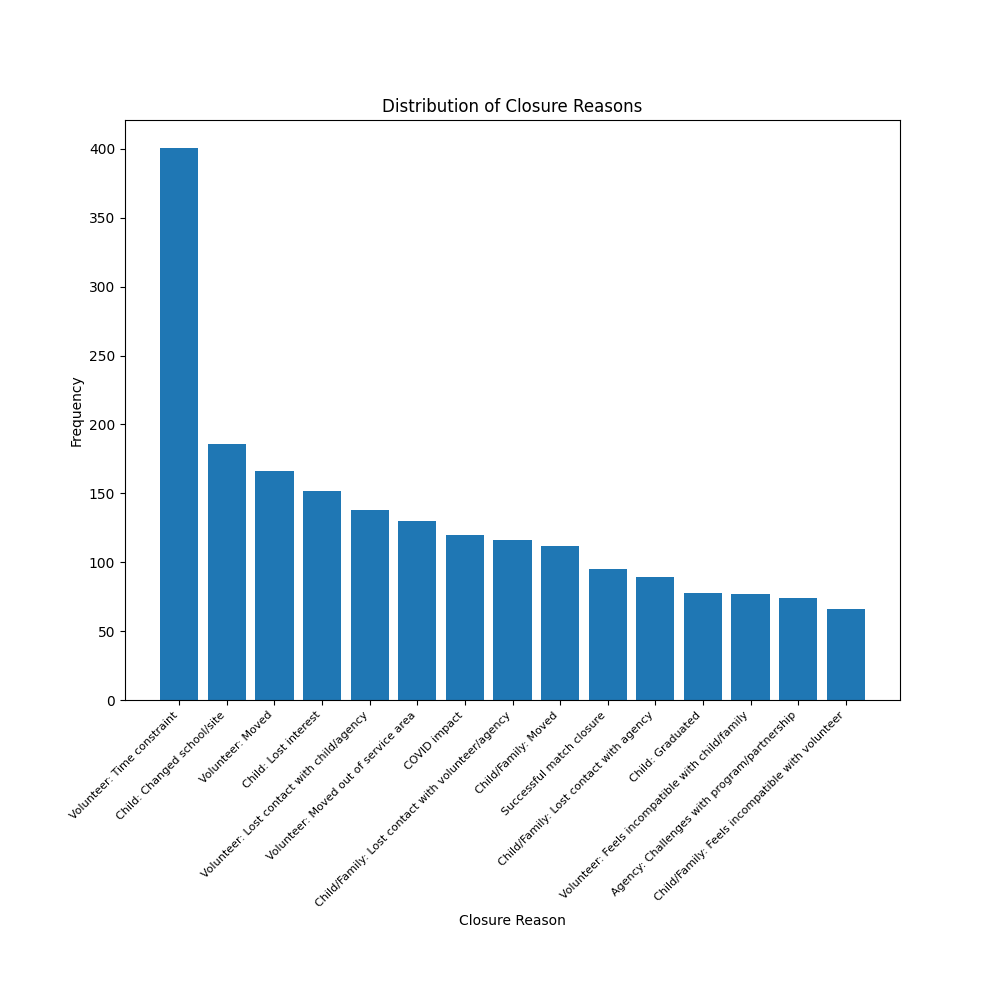 Distribution of Closure Reasons
Frequency
400
350
300
250
200
150
100
50
0
Volunteer: Time constraint
Child: Changed school/site
Volunteer: Moved
Child: Lost interest
Volunteer: Lost contact with child/agency
Volunteer: Moved out of service area
COVID impact
Child/Family: Lost contact with volunteer/agency
Child/Family: Moved
Successful match closure
Child/Family: Lost contact with agency
Child: Graduated
Volunteer: Feels incompatible with child/family
Agency: Challenges with program/partnership
Child/Family: Feels incompatible with volunteer
Closure Reason